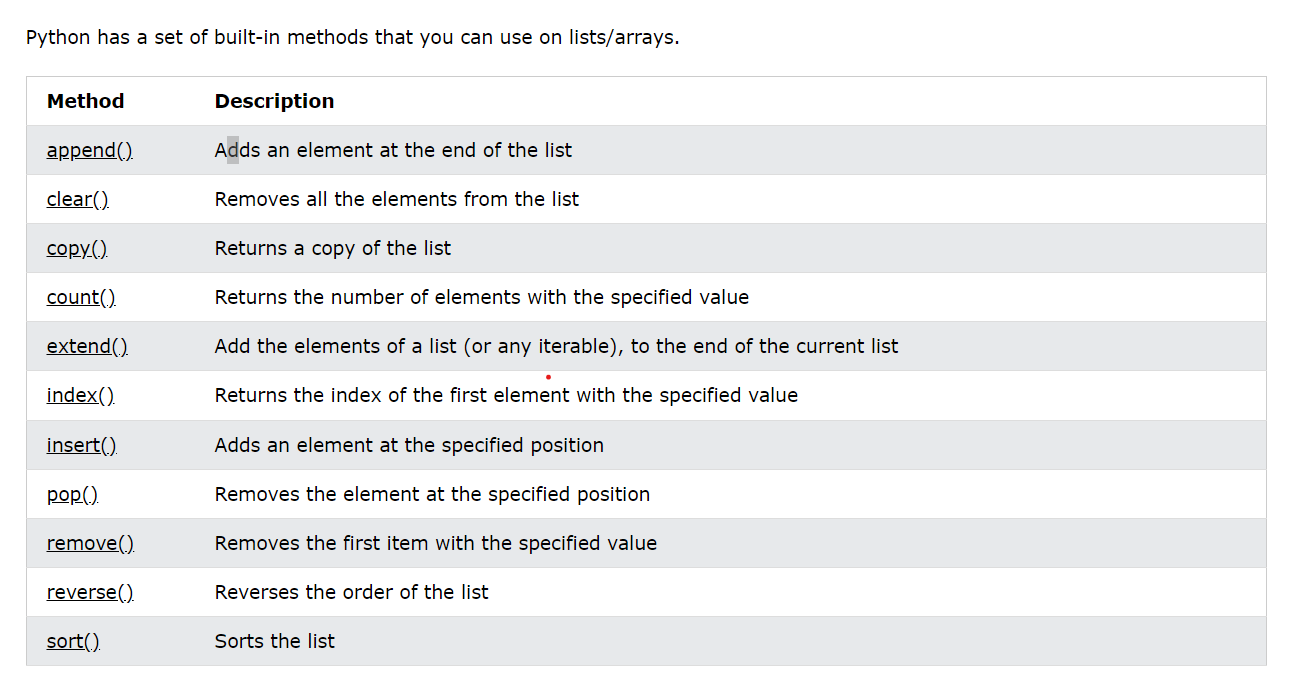 Python has a set of built-in methods that you can use on lists/arrays.
Method Description
append() Adds an element at the end of the list
clear() Removes all the elements from the list
copy() Returns a copy of the list
count() Returns the number of elements with the specified value
extend() Add the elements of a list (or any iterable), to the end of the current list
index() Returns the index of the first element with the specified value
insert() Adds an element at the specified position
pop() Removes the element at the specified position
remove() Removes the first item with the specified value
reverse() Reverses the order of the list
sort() Sorts the list